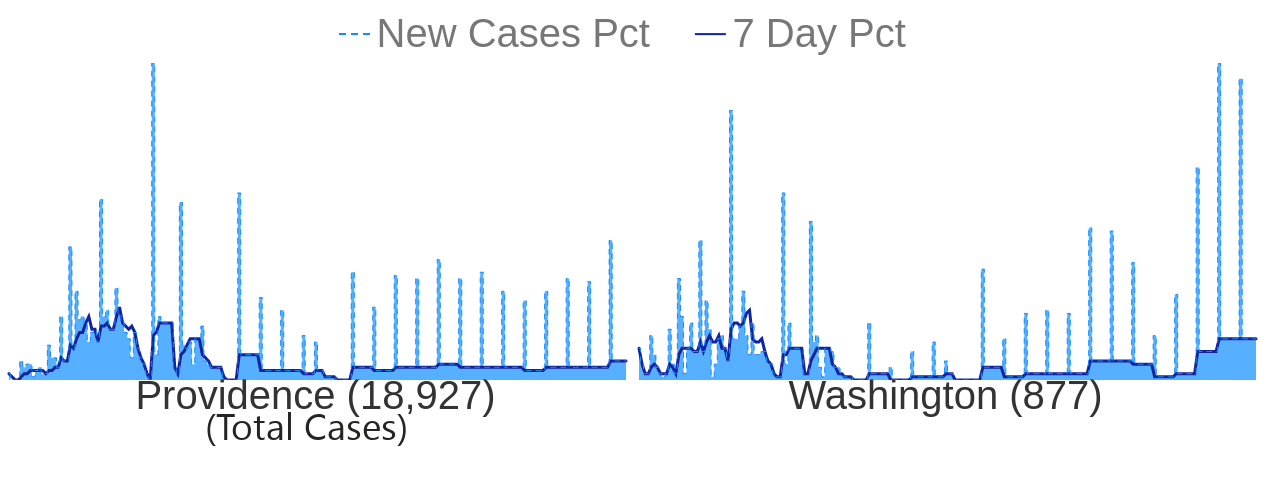 New Cases Pct 7 Day Pct
Providence (18,927) Washington (877)
(Total Cases)